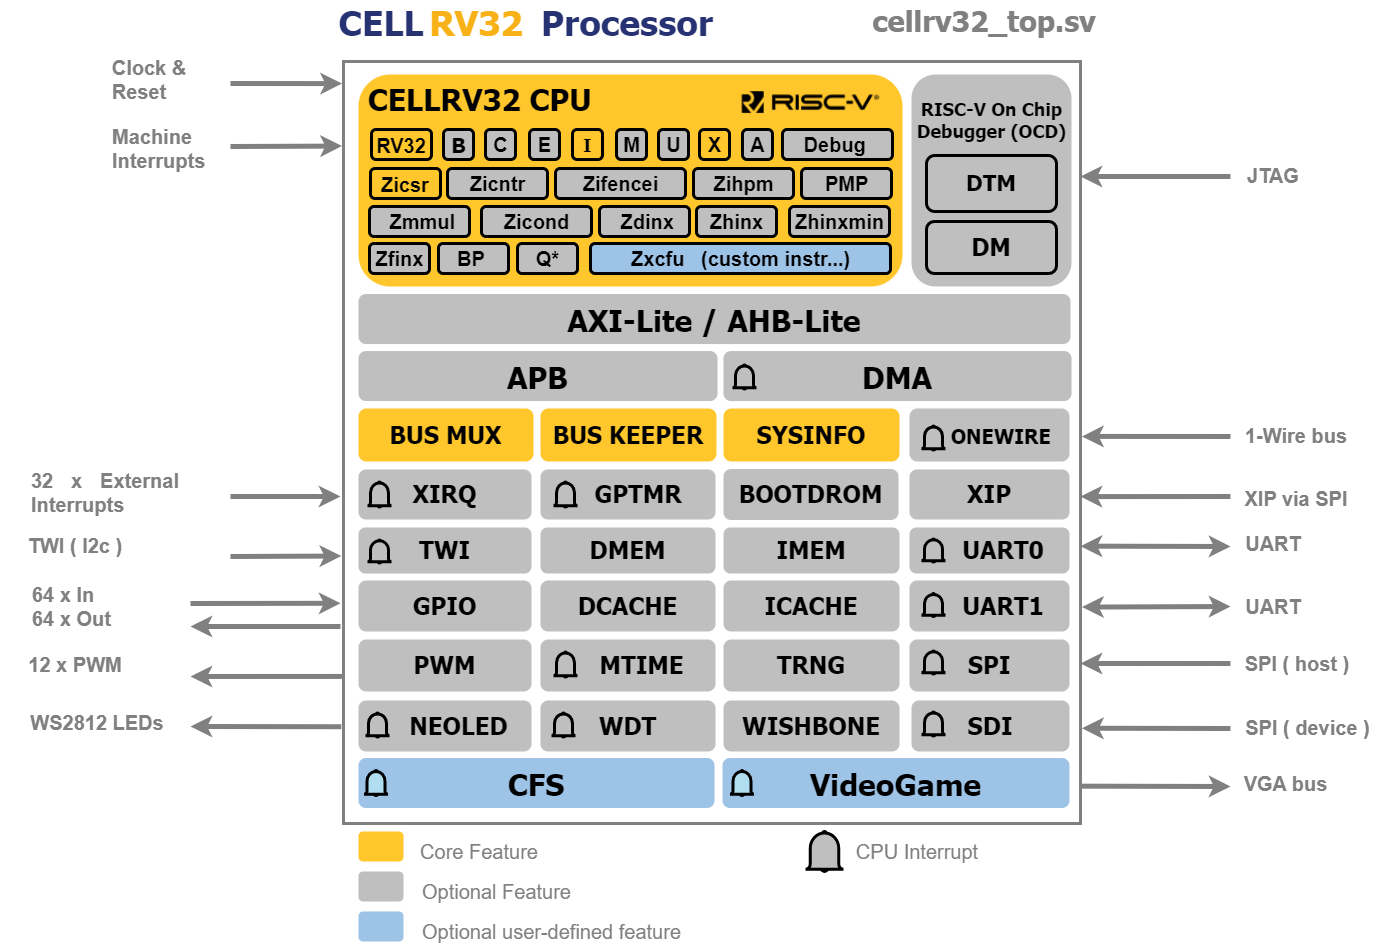 CELL RV32 Processor
cellrv32_top.sv
Clock &
Reset
Machine
Interrupts
CELLRV32 CPU
RISC-V®
RV32 B C E I M U X A Debug
Zicsr Zicntr Zifencei Zihpm PMP
Zmmul Zicond Zdinx Zhinx Zhinxmin
Zfinx BP Q* Zxcfu (custom instr...)
RISC-V On Chip
Debugger (OCD)
DTM
DM
JTAG
AXI-Lite / AHB-Lite
APB DMA
BUS MUX BUS KEEPER SYSINFO ONEWIRE
1-Wire bus
32 x External
Interrupts
XIRQ GPTMR BOOTDROM XIP
XIP via SPI
TWI ( I2c )
TWI DMEM IMEM UART0
UART
64 x In
64 x Out
GPIO DCACHE ICACHE UART1
UART
12 x PWM
PWM MTIME TRNG SPI
SPI ( host )
WS2812 LEDs
NEOLED WDT WISHBONE SDI
SPI ( device )
CFS VideoGame
VGA bus
Core Feature
CPU Interrupt
Optional Feature
Optional user-defined feature